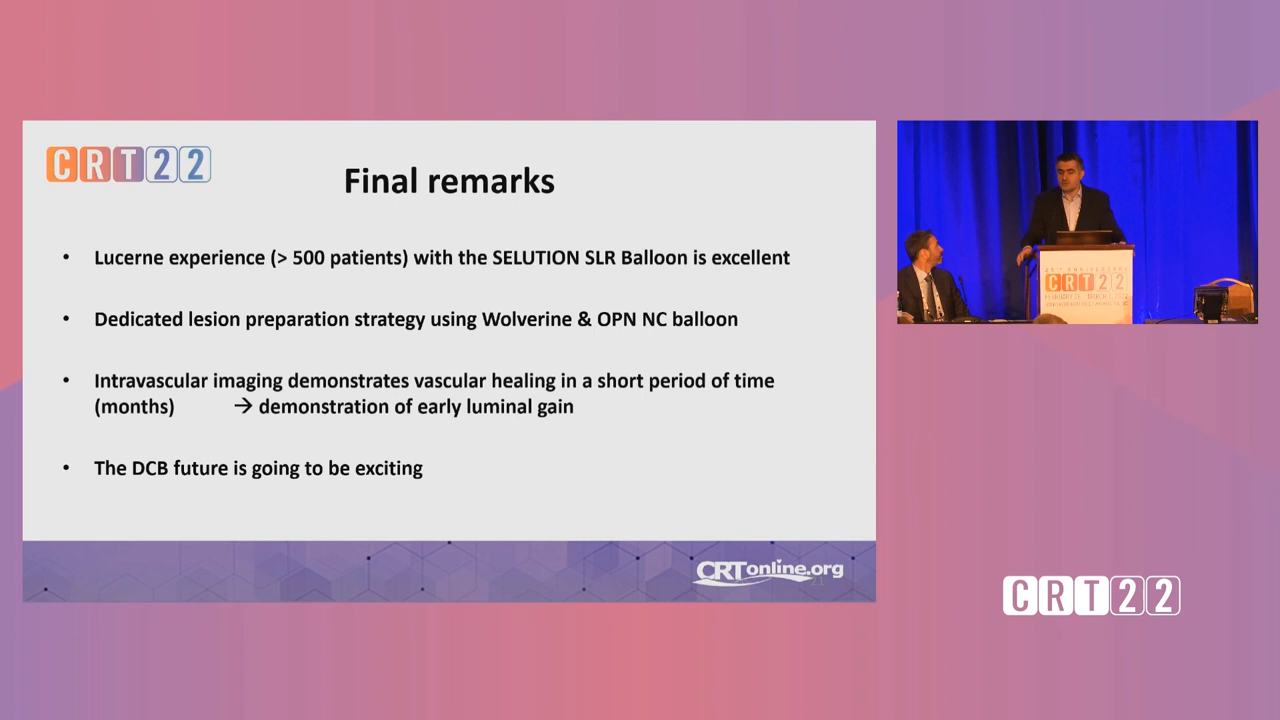 CRT22
Final remarks
• Lucerne experience (> 500 patients) with the SELUTION SLR Balloon is excellent
• Dedicated lesion preparation strategy using Wolverine & OPN NC balloon
• Intravascular imaging demonstrates vascular healing in a short period of time
(months) → demonstration of early luminal gain
• The DCB future is going to be exciting
CRTonline.org
21
CRT22
CRT22